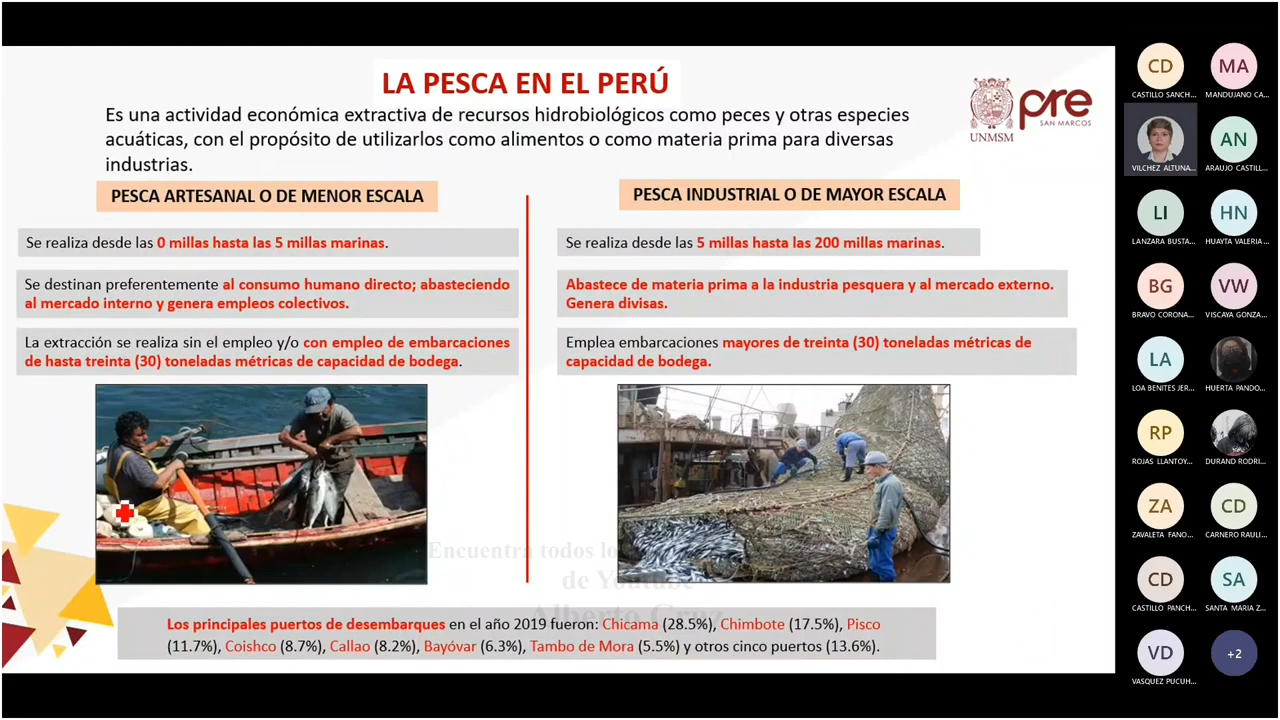 LA PESCA EN EL PERÚ
Es una actividad económica extractiva de recursos hidrobiológicos como peces y otras especies
acuáticas, con el propósito de utilizarlos como alimentos o como materia prima para diversas
industrias.
UNMSM
pre
SAN MARCOS
PESCA ARTESANAL O DE MENOR ESCALA
Se realiza desde las 0 millas hasta las 5 millas marinas.
Se destinan preferentemente al consumo humano directo; abasteciendo
al mercado interno y genera empleos colectivos.
La extracción se realiza sin el empleo y/o con empleo de embarcaciones
de hasta treinta (30) toneladas métricas de capacidad de bodega.
PESCA INDUSTRIAL O DE MAYOR ESCALA
Se realiza desde las 5 millas hasta las 200 millas marinas.
Abastece de materia prima a la industria pesquera y al mercado externo.
Genera divisas.
Emplea embarcaciones mayores de treinta (30) toneladas métricas de
capacidad de bodega.
Encuentra todos lo
de Youtube
Alberto Cruz
Los principales puertos de desembarques en el año 2019 fueron: Chicama (28.5%), Chimbote (17.5%), Pisco
(11.7%), Coishco (8.7%), Callao (8.2%), Bayóvar (6.3%), Tambo de Mora (5.5%) y otros cinco puertos (13.6%).
CD
CASTILLO SANCH...
MA
MANDUJANO CA...
VILCHEZ ALTUNA...
AN
ARAUJO CASTILL...
LI
LANZARA BUSTA...
HN
HUAYTA VALERIA...
BG
BRAVO CORONA...
VW
VISCAYA GONZA...
LA
LOA BENITES JER...
HUERTA PANDO...
RP
ROJAS LLANTOY...
DURAND RODRI...
ZA
ZAVALETA FANO...
CD
CARNERO RAULI...
CD
CASTILLO PANCH...
SA
SANTA MARIA Z...
VD
VASQUEZ PUCUH...
+2